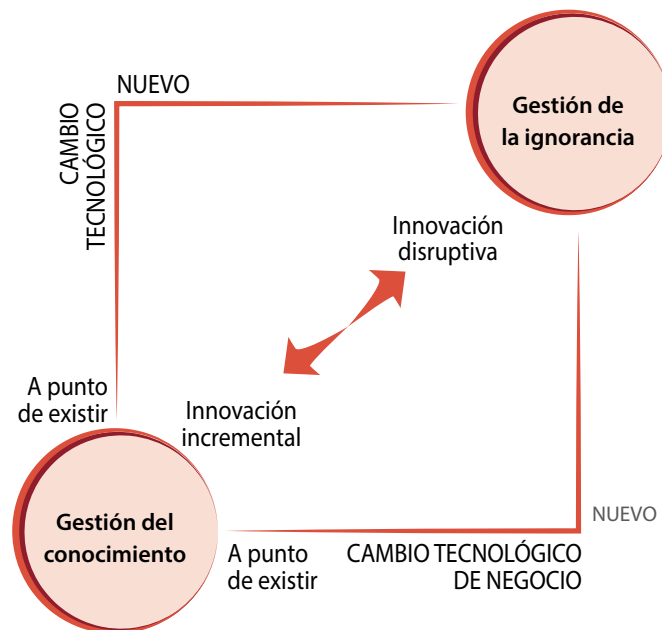 NUEVO
CAMBIO
TECNOLÓGICO
Gestión de
la ignorancia
Innovación
disruptiva
A punto
de existir
Innovación
incremental
Gestión del
conocimiento
A punto
de existir
CAMBIO TECNOLÓGICO
DE NEGOCIO
NUEVO